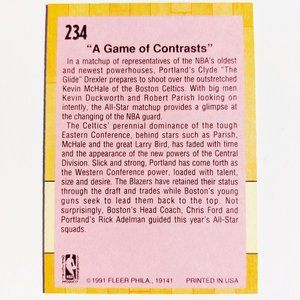 234
"A Game of Contrasts"
In a matchup of representatives of the NBA's oldest
and newest powerhouses, Portland's Clyde "The
Glide" Drexler prepares to shoot over the outstretched
Kevin McHale of the Boston Celtics. With big men
Kevin Duckworth and Robert Parish looking on
intently, the All-Star matchup provides a glimpse at
the changing of the NBA guard.
The Celtics' perennial dominance of the tough
Eastern Conference, behind stars such as Parish,
McHale and the great Larry Bird, has faded with time
and the appearance of the new powers of the Central
Division. Slick and strong, Portland has come forth as
the Western Conference power, loaded with talent,
size and desire. The Blazers have retained their status
through the draft and trades while Boston's young
guns seek to lead them back to the top. Not
surprisingly, Boston's Head Coach, Chris Ford and
Portland's Rick Adelman guided this year's All-Star
squads.
©1991 FLEER PHILA., 19141 PRINTED IN USA